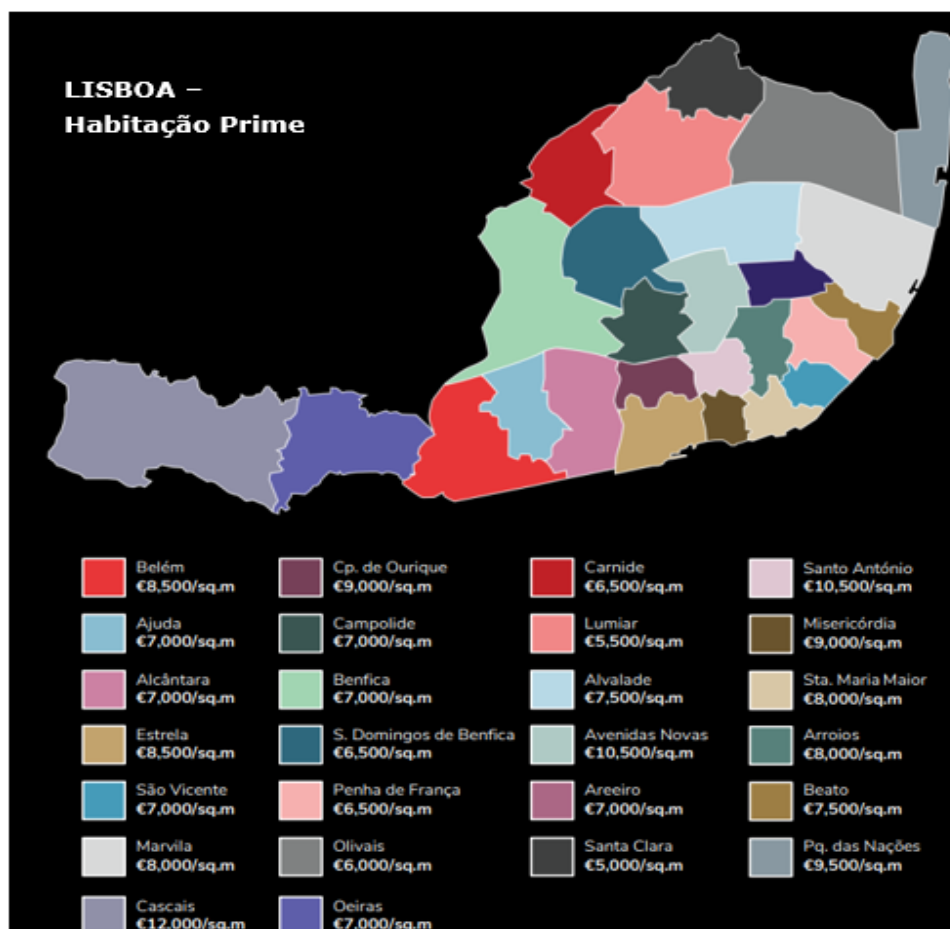 LISBOA –
Habitação Prime
Belém
€8,500/sq.m
Cp. de Ourique
€9,000/sq.m
Carnide
€6,500/sq.m
Santo António
€10,500/sq.m
Ajuda
€7,000/sq.m
Campolide
€7,000/sq.m
Lumiar
€5,500/sq.m
Misericórdia
€9,000/sq.m
Alcântara
€7,000/sq.m
Benfica
€7,000/sq.m
Alvalade
€7,500/sq.m
Sta. Maria Maior
€8,000/sq.m
Estrela
€8,500/sq.m
S. Domingos de Benfica
€6,500/sq.m
Avenidas Novas
€10,500/sq.m
Arroios
€8,000/sq.m
São Vicente
€7,000/sq.m
Penha de França
€6,500/sq.m
Areeiro
€7,000/sq.m
Beato
€7,500/sq.m
Marvila
€8,000/sq.m
Olivais
€6,000/sq.m
Santa Clara
€5,000/sq.m
Pq. das Nações
€9,500/sq.m
Cascais
€12,000/sq.m
Oeiras
€7,000/sq.m